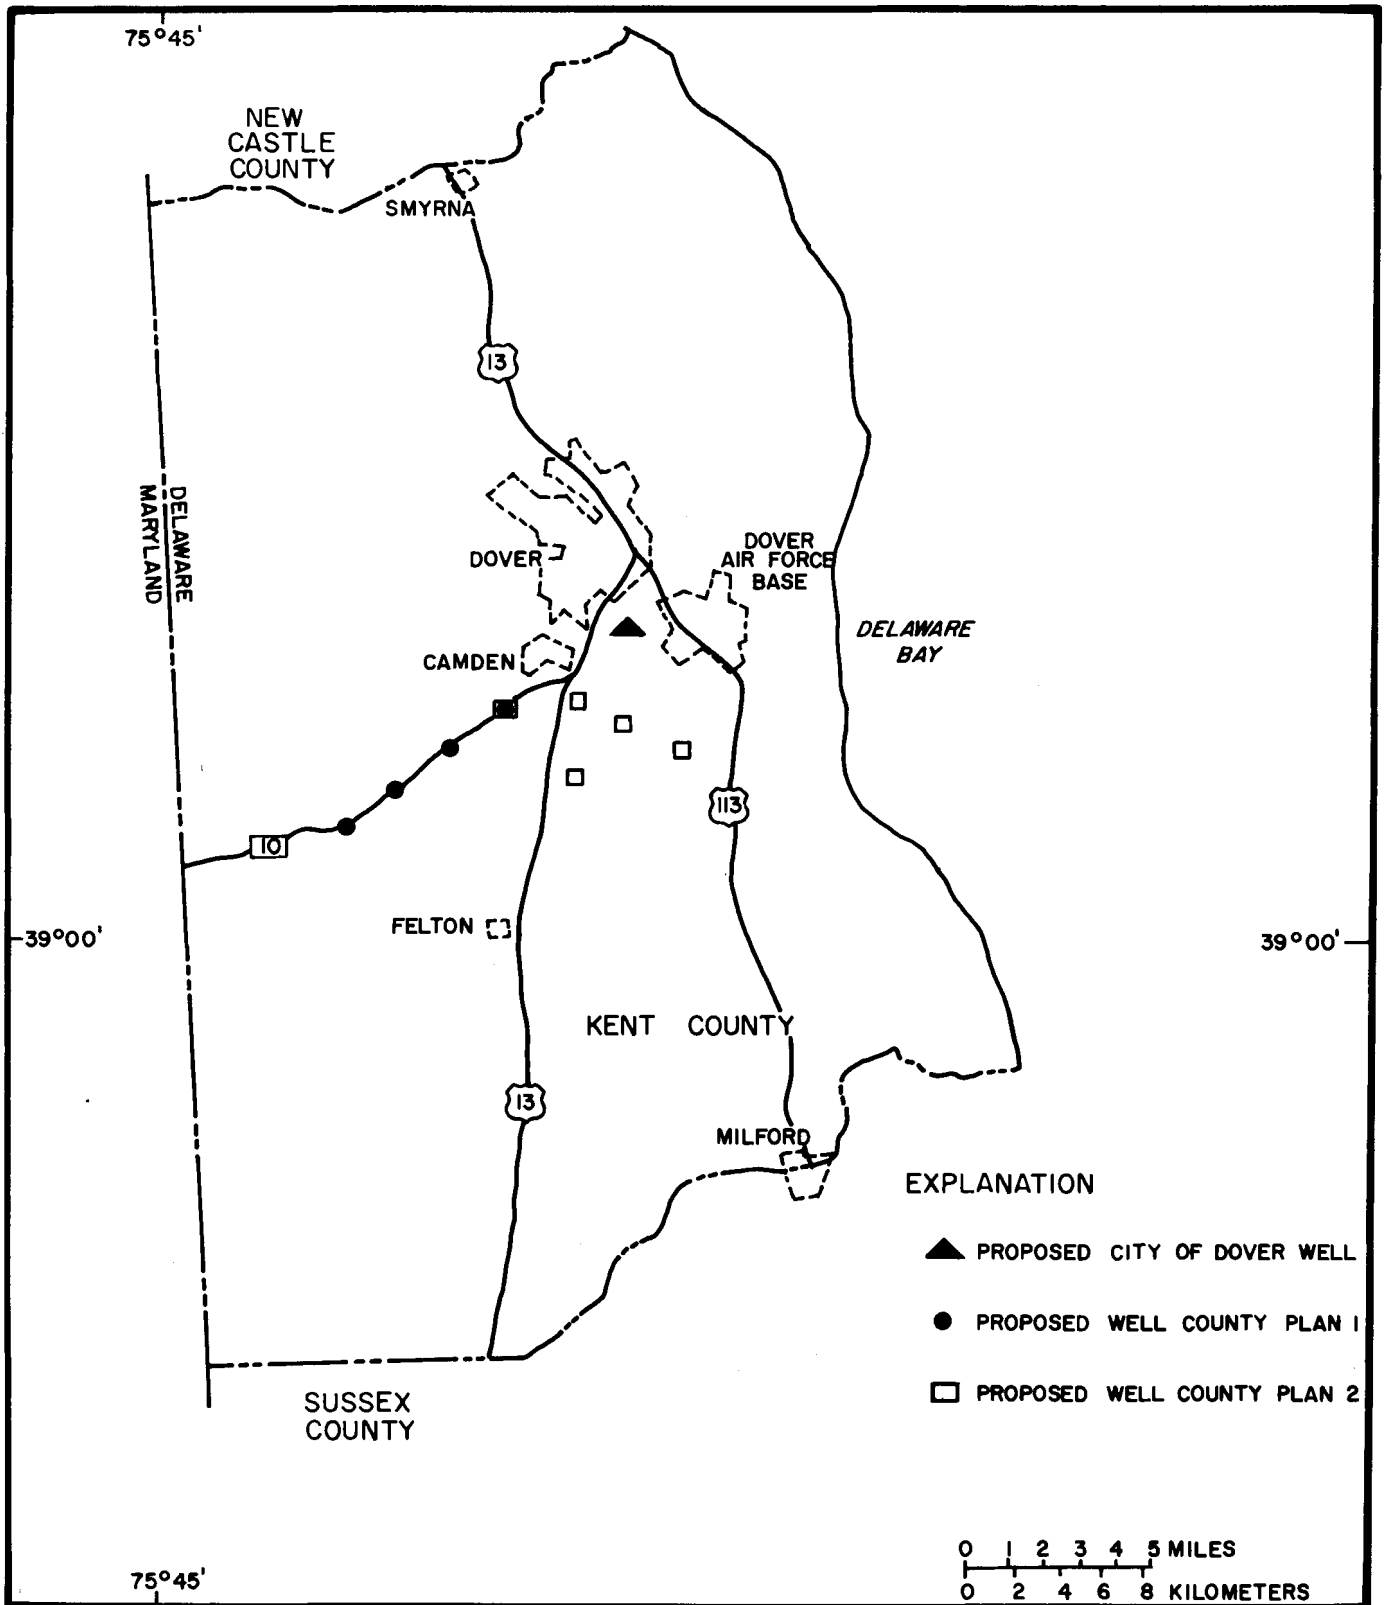 75°45'
NEW
CASTLE
COUNTY
SMYRNA
13
DELAWARE
MARYLAND
DOVER
DOVER
AIR FORCE
BASE
DELAWARE
BAY
CAMDEN
113
10
FELTON
39°00'
39°00'
KENT COUNTY
13
MILFORD
EXPLANATION
PROPOSED CITY OF DOVER WELL
PROPOSED WELL COUNTY PLAN 1
PROPOSED WELL COUNTY PLAN 2
SUSSEX
COUNTY
75°45'
0 1 2 3 4 5 MILES
0 2 4 6 8 KILOMETERS